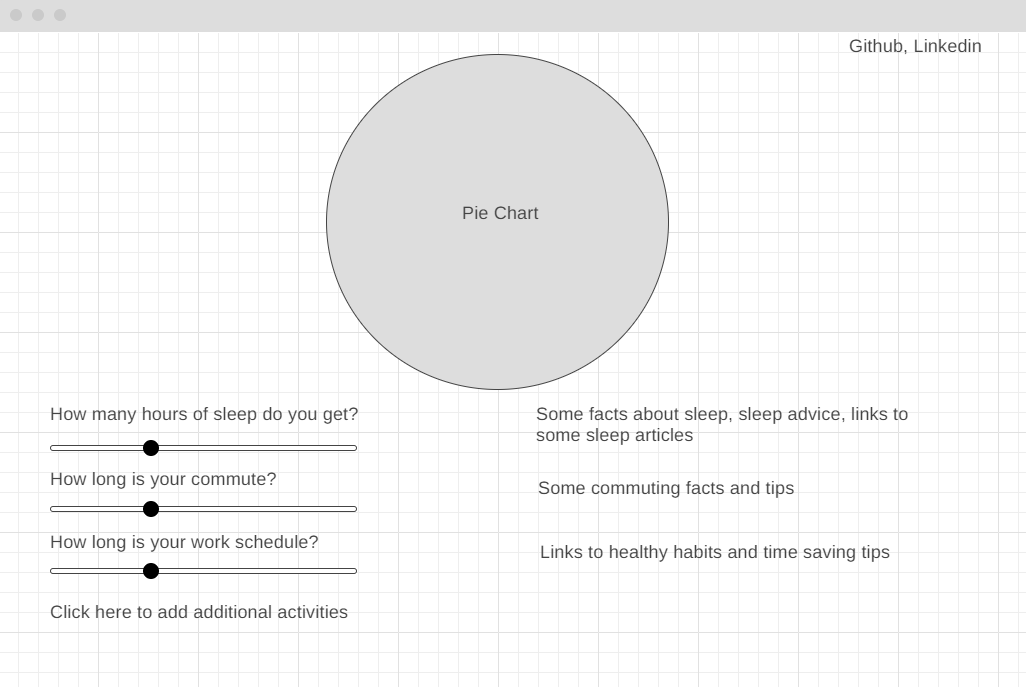 Github, Linkedin
Pie Chart
How many hours of sleep do you get?
Some facts about sleep, sleep advice, links to
some sleep articles
How long is your commute?
Some commuting facts and tips
How long is your work schedule?
Links to healthy habits and time saving tips
Click here to add additional activities